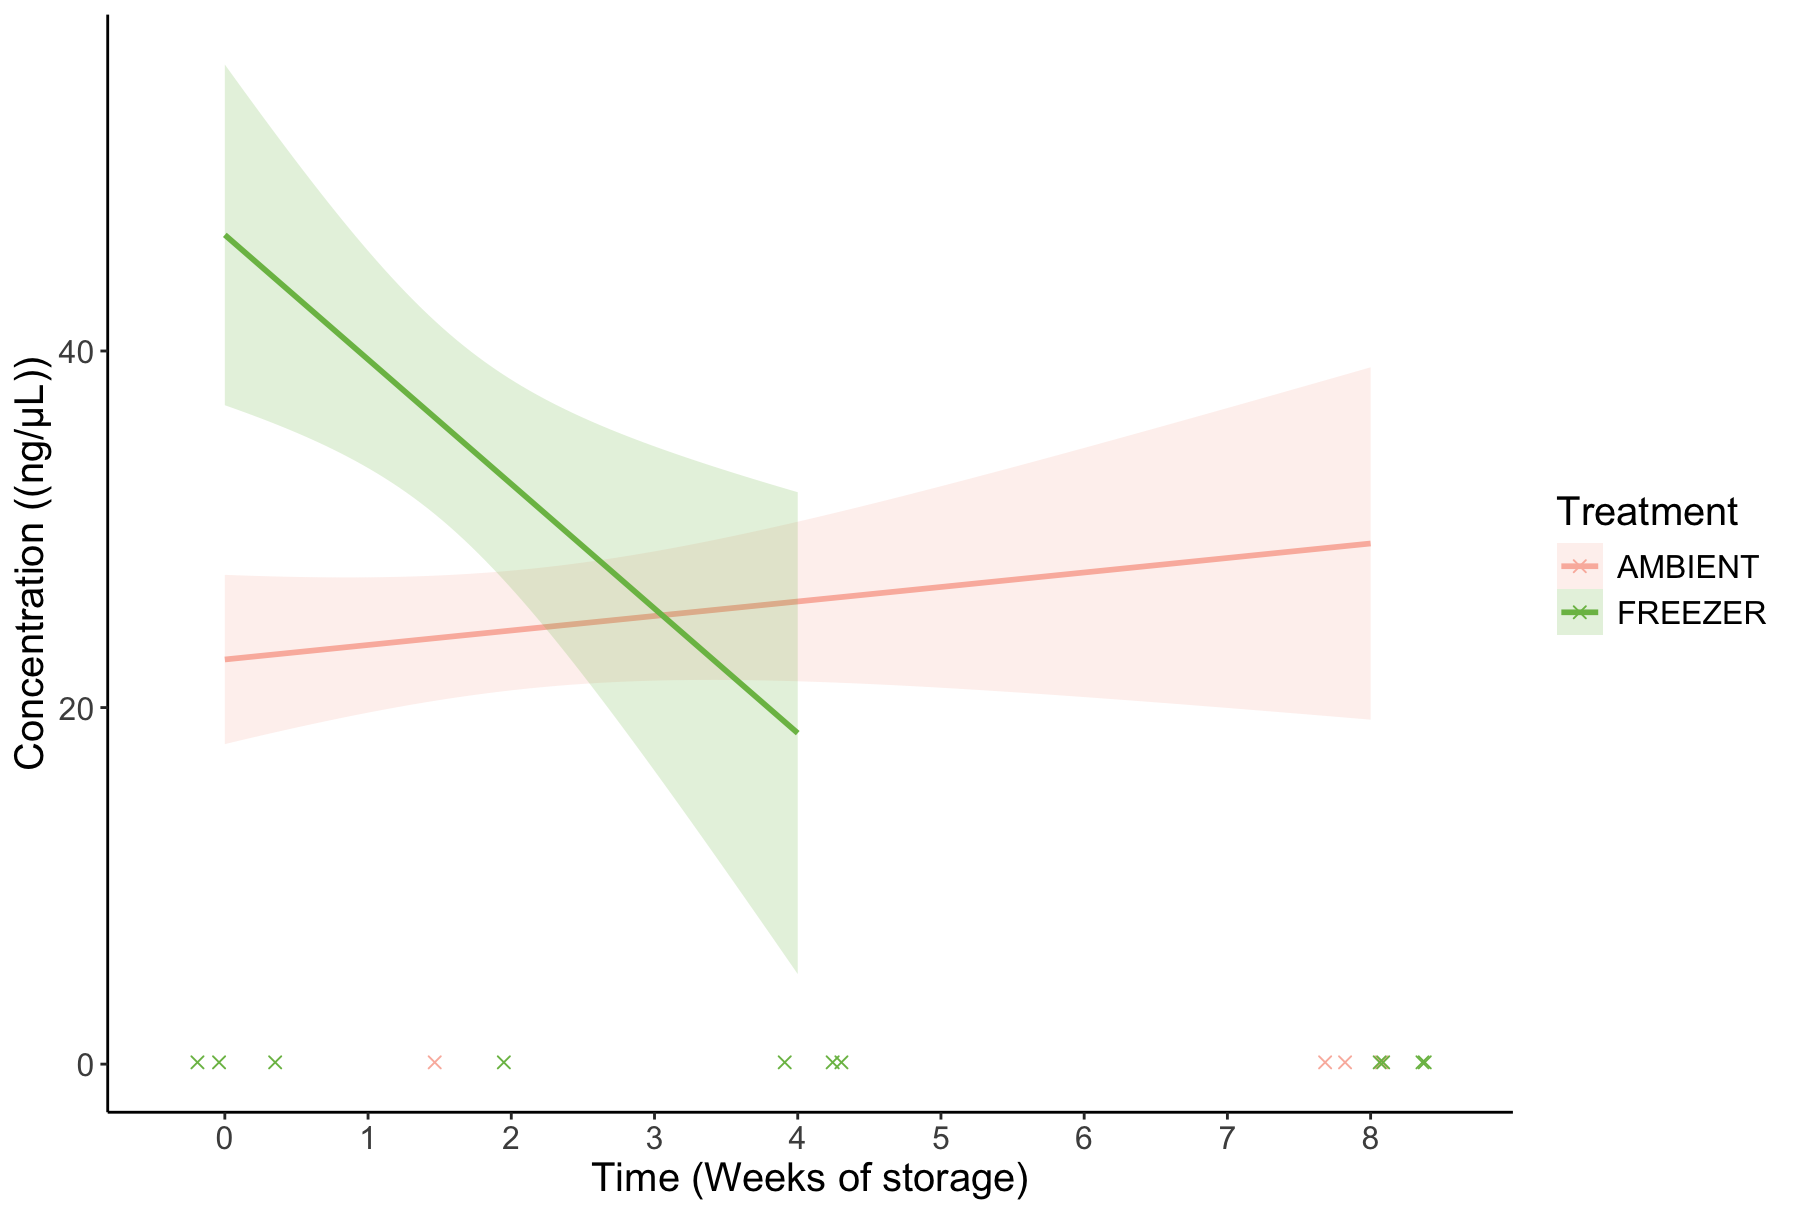 Concentration ((ng/µL))
40
20
0
0 1 2 3 4 5 6 7 8
Time (Weeks of storage)
Treatment
AMBIENT
FREEZER